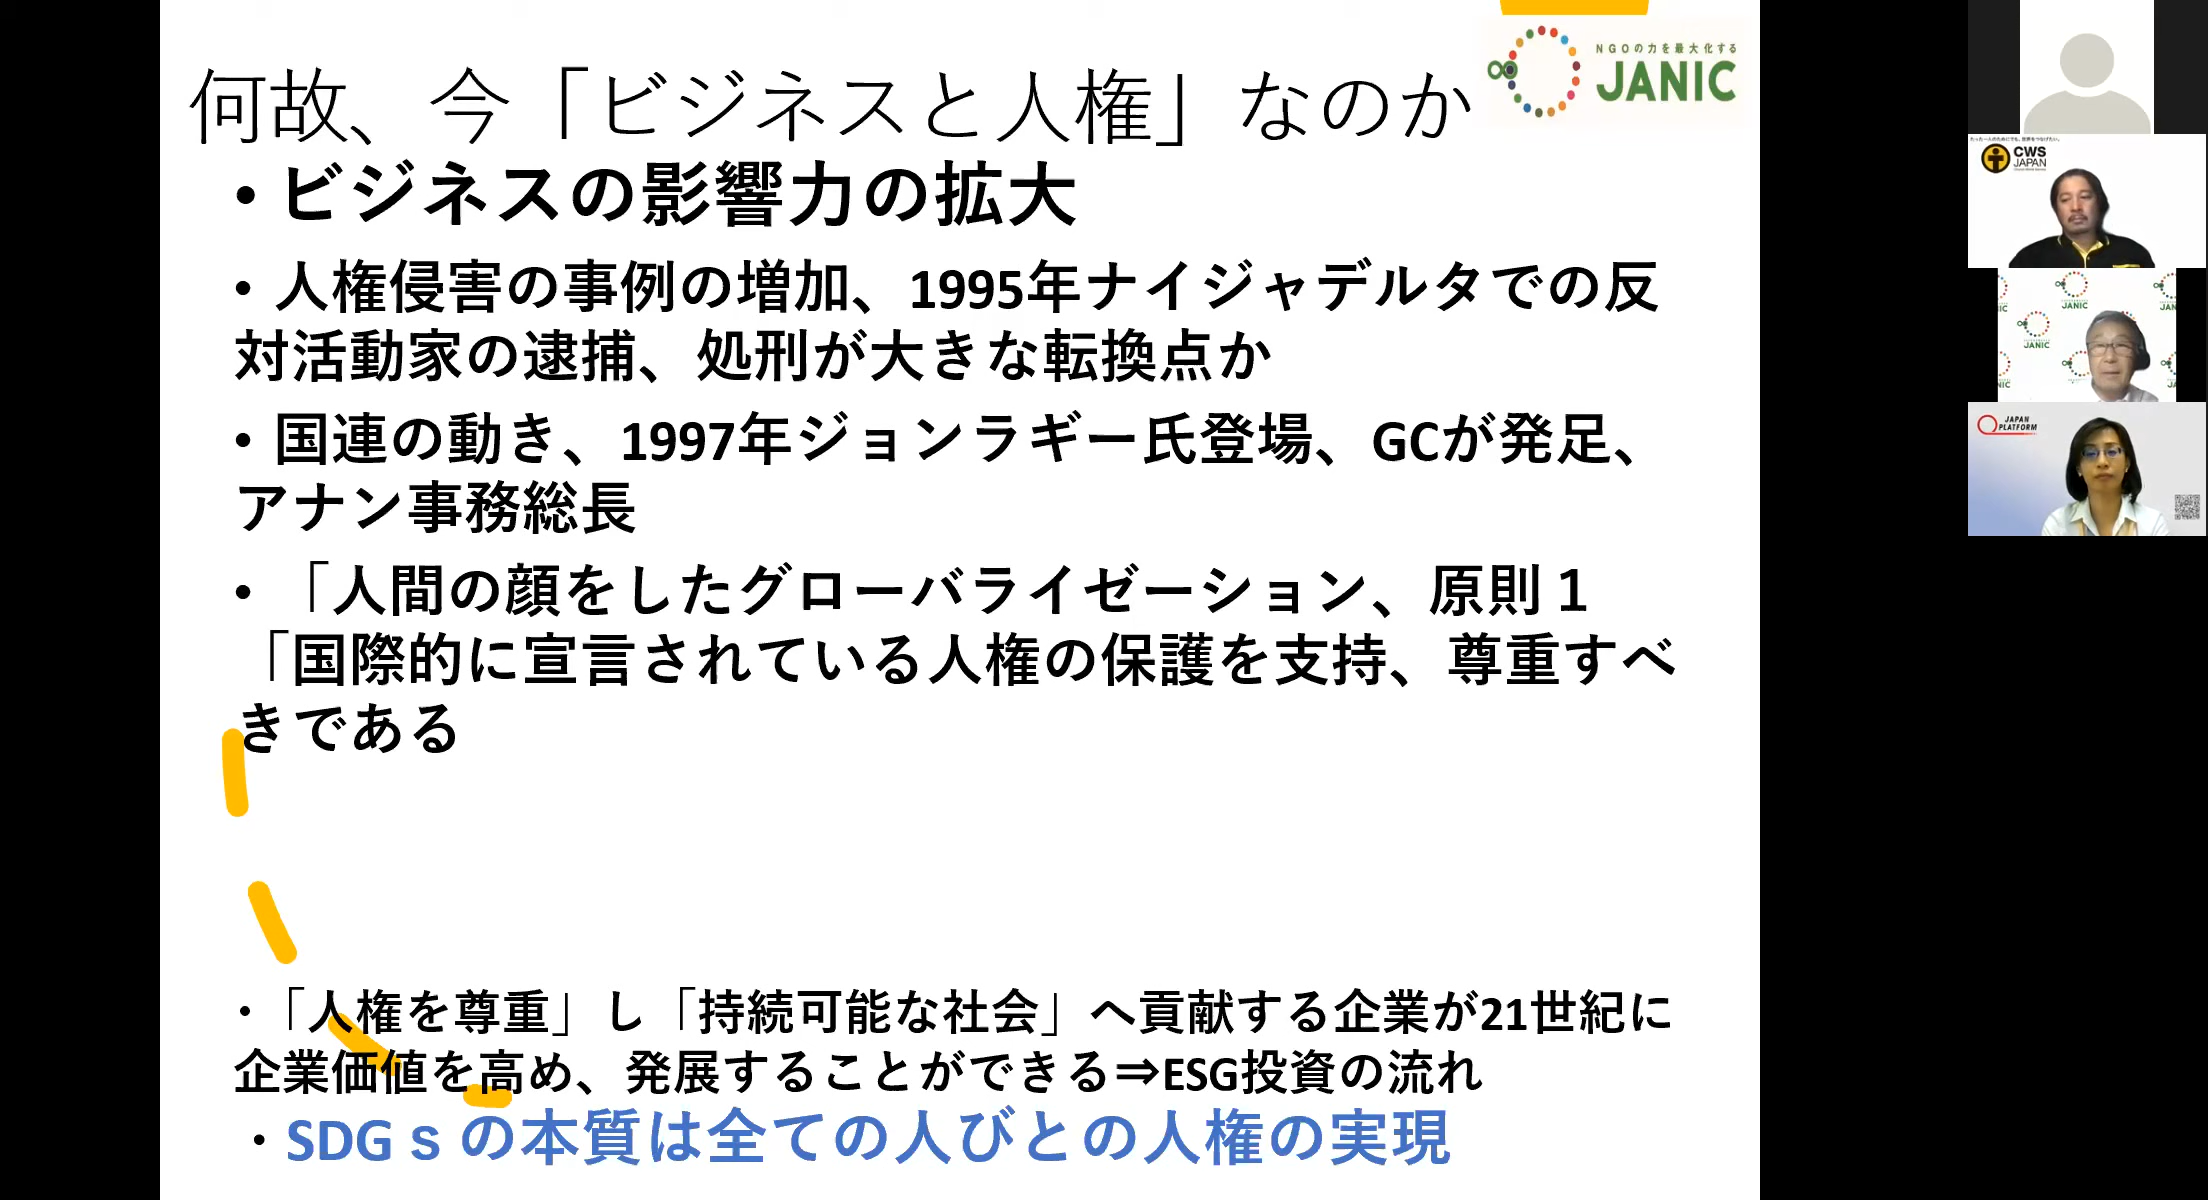 何故、今「ビジネスと人権」なのか
NGOの力を最大化する
JANIC
• ビジネスの影響力の拡大
• 人権侵害の事例の増加、1995年ナイジャデルタでの反
対活動家の逮捕、処刑が大きな転換点か
• 国連の動き、1997年ジョンラギー氏登場、GCが発足、
アナン事務総長
• 「人間の顔をしたグローバライゼーション、原則１
「国際的に宣言されている人権の保護を支持、尊重すべ
きである
・「人権を尊重」し「持続可能な社会」へ貢献する企業が21世紀に
企業価値を高め、発展することができる⇒ESG投資の流れ
・SDGｓの本質は全ての人びとの人権の実現
CWS
JAPAN
JANIC
JANIC
JAPAN
PLATFORM